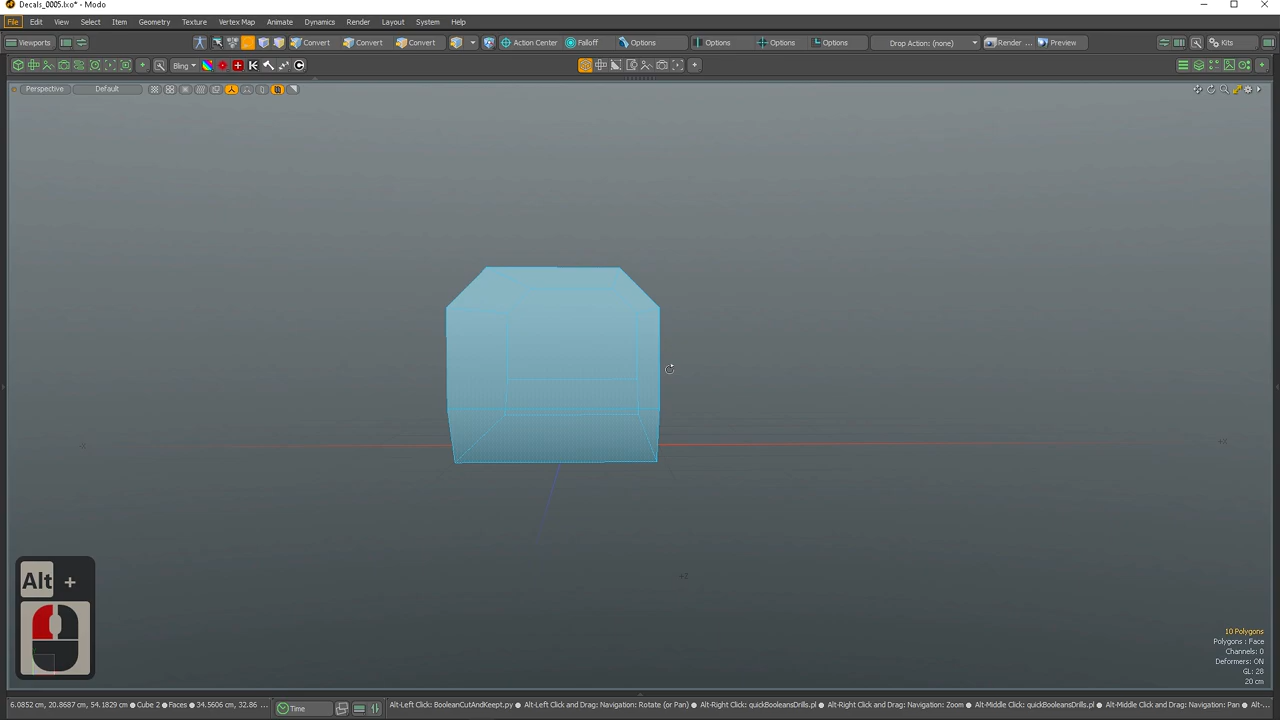 Decals_0005.lxo* - Modo
File Edit View Select Item Geometry Texture Vertex Map Animate Dynamics Render Layout System Help
Viewports Convert Convert Convert Action Center Falloff Options Options Options Options Drop Action: (none) Render ... Preview Kits
Bling
Perspective Default
+X
+Z
Alt +
10 Polygons
Polygons : Face
Channels: 0
Deformers: ON
GL: 28
20 cm
6.0852 cm, 20.8687 cm, 54.1829 cm Cube 2 Faces 34.5606 cm, 32.86 ... Time Alt-Left Click: BooleanCutAndKeept.py Alt-Left Click and Drag: Navigation: Rotate (or Pan) Alt-Right Click: quickBooleansDrills.pl Alt-Right Click and Drag: Navigation: Zoom Alt-Middle Click: quickBooleansDrills.pl Alt-Middle Click and Drag: Navigation: Pan Alt-...